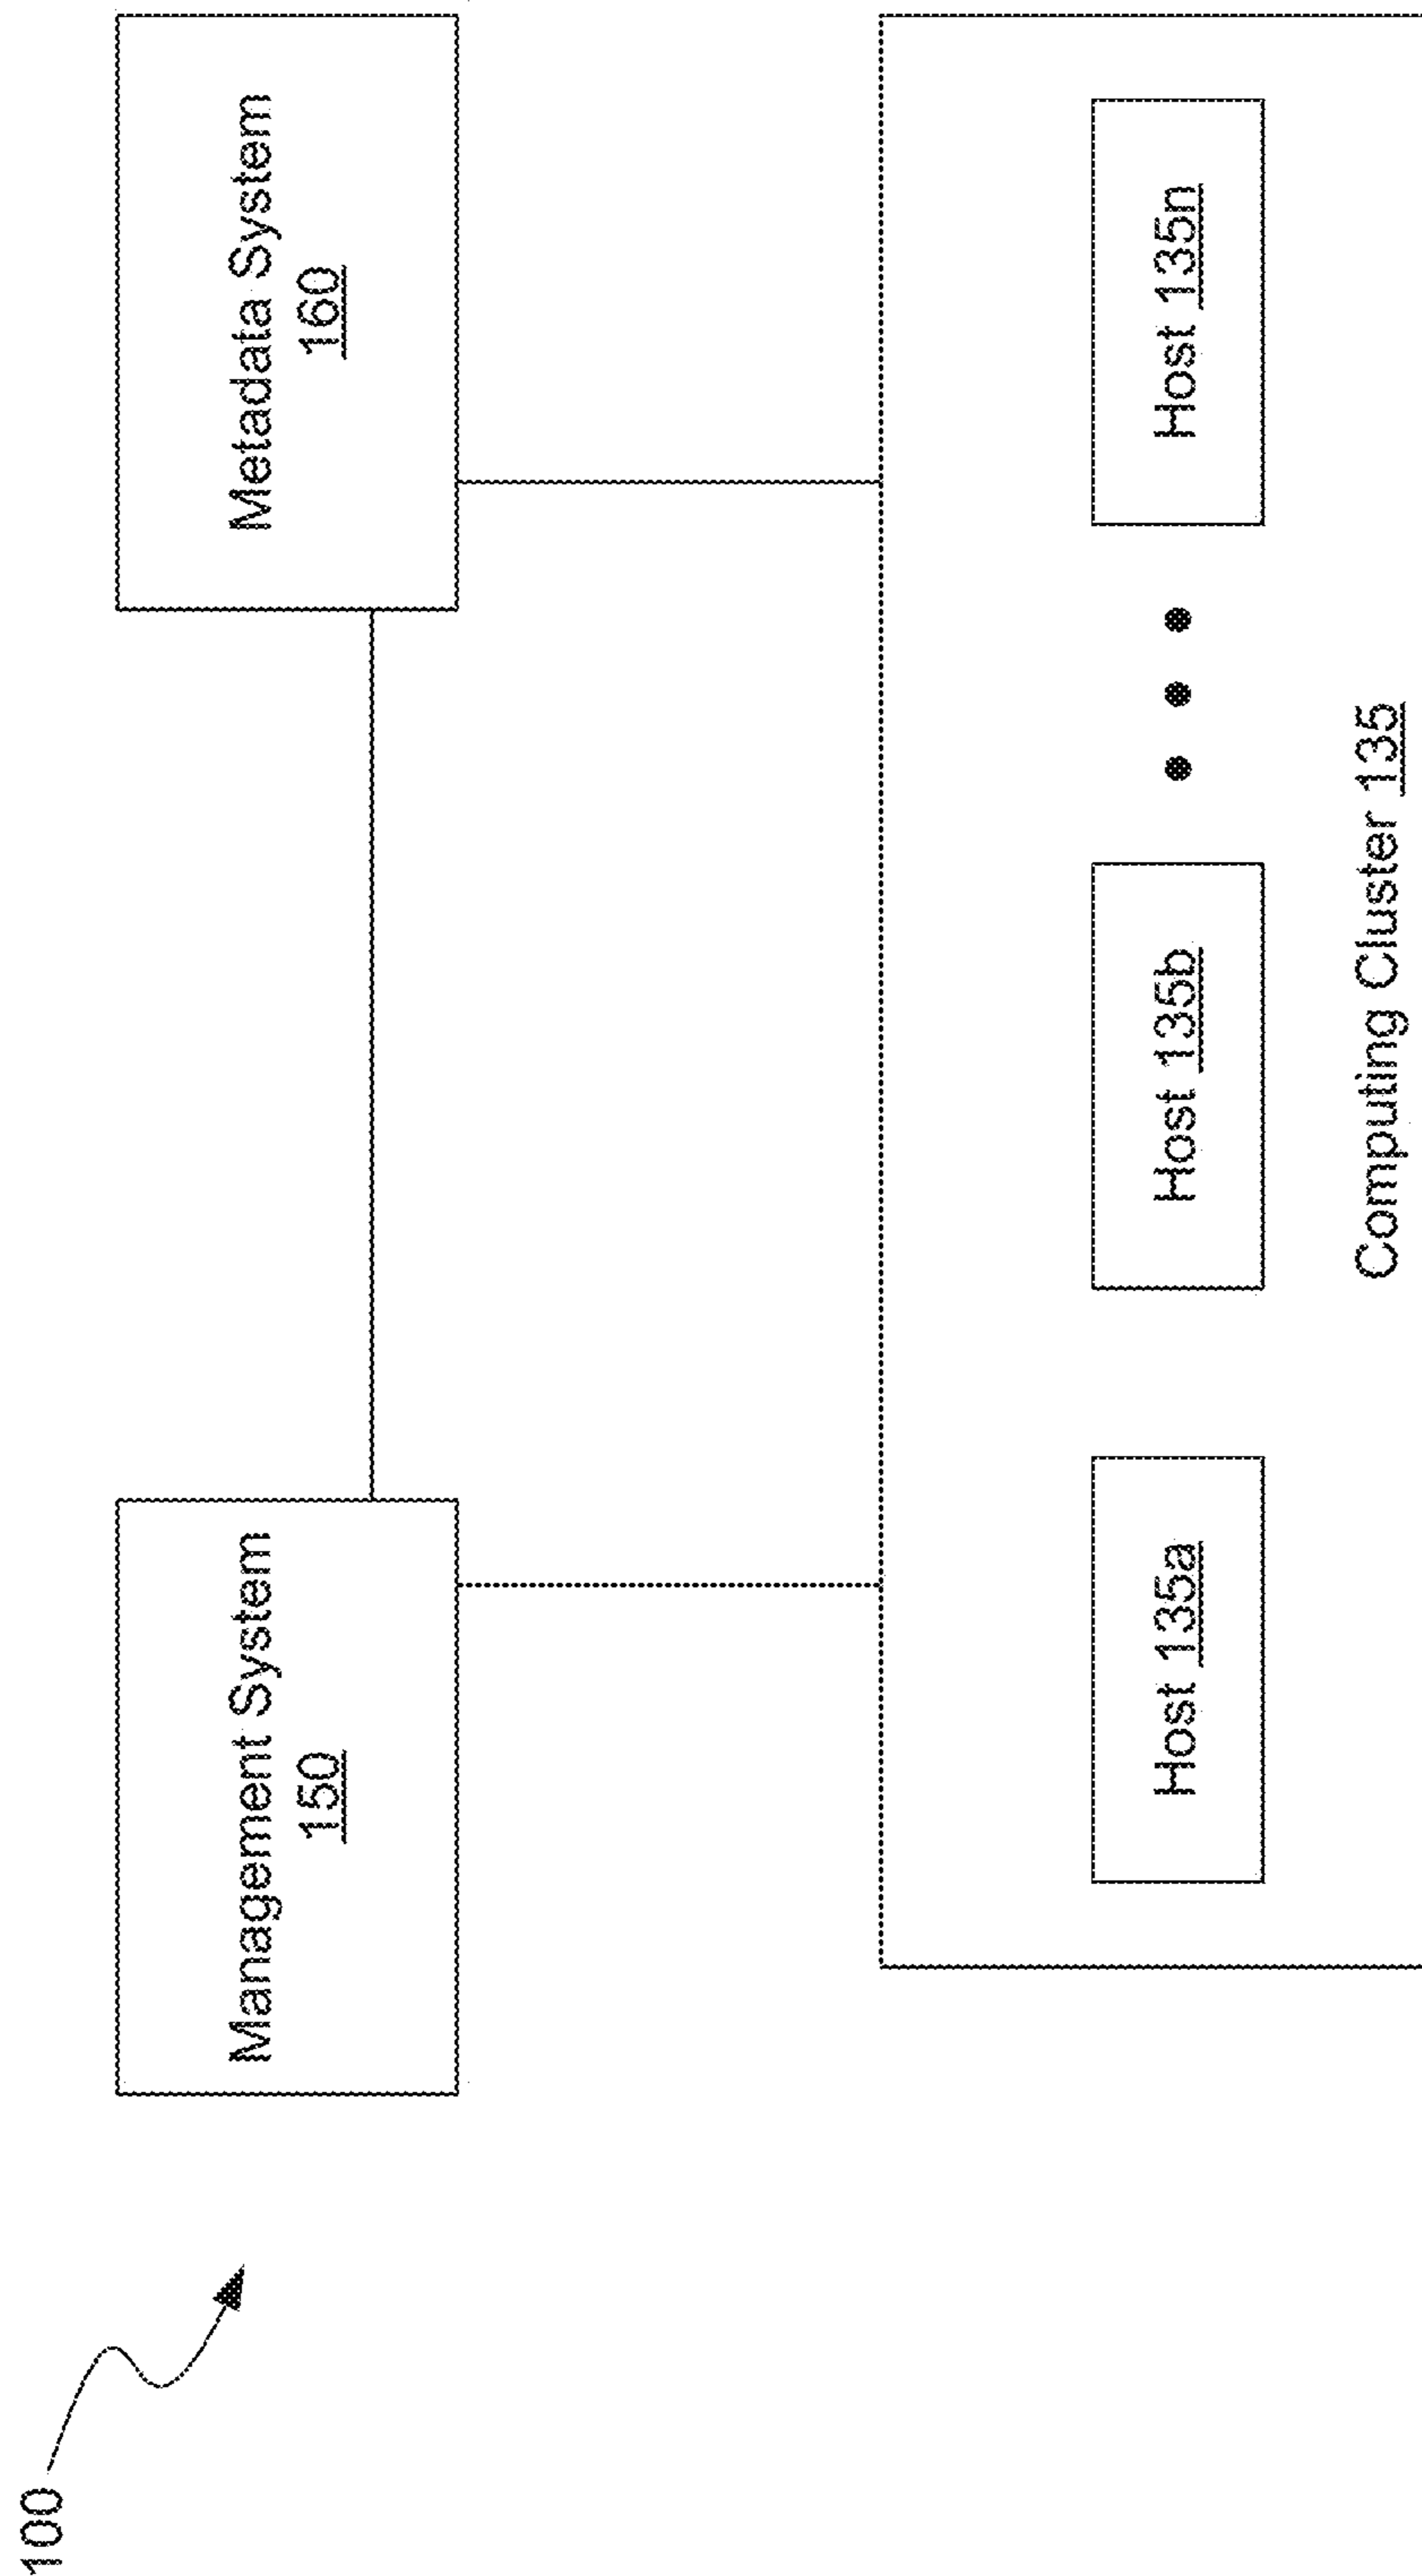 100
Management System
150
Metadata System
160
Host 135a
Host 135b
Host 135n
Computing Cluster 135